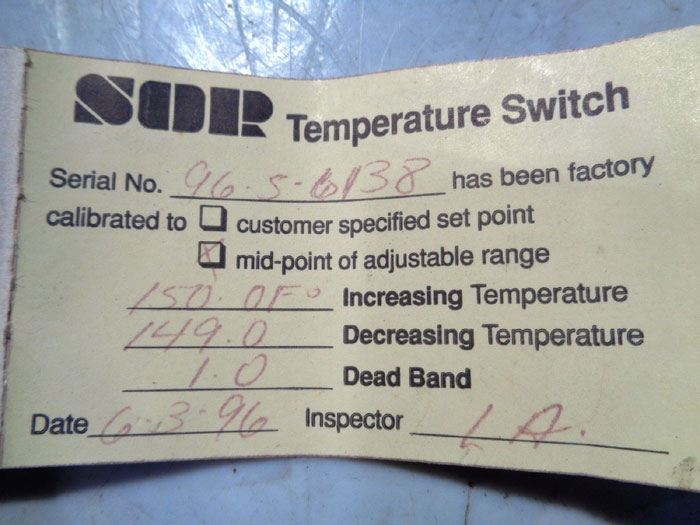 SOR Temperature Switch
Serial No. 96-5-6138 has been factory
calibrated to ☐ customer specified set point
☒ mid-point of adjustable range
150.0F° Increasing Temperature
149.0 Decreasing Temperature
1.0 Dead Band
Date 6-3-96 Inspector L.A.